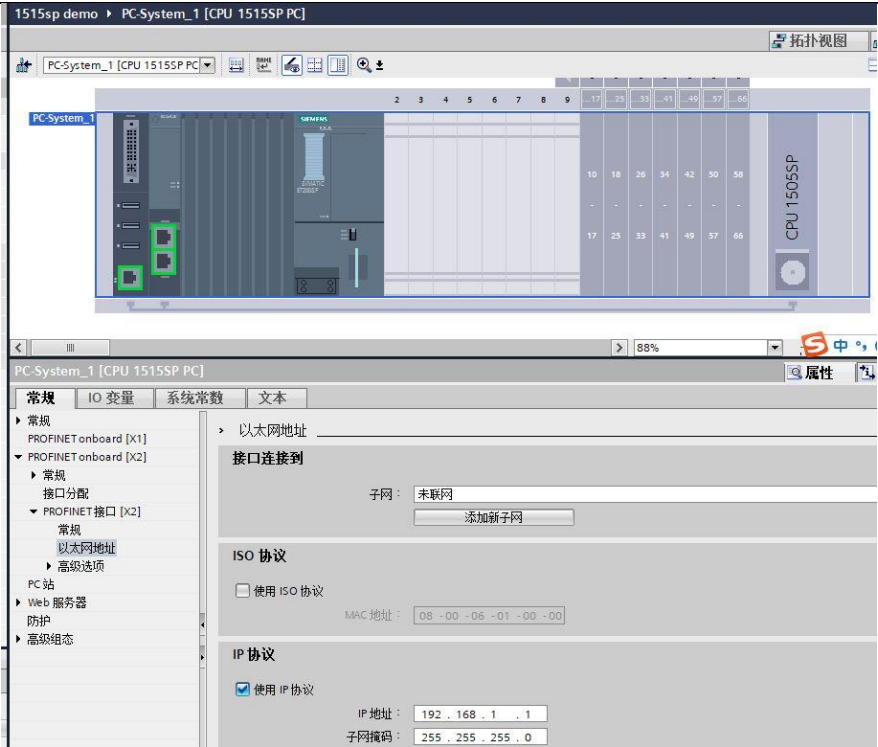 1515sp demo ▸ PC-System_1 [CPU 1515SP PC]
拓扑视图
PC-System_1 [CPU 1515SP PC]
2 3 4 5 6 7 8 9 ...17 ...25 ...33 ...41 ...49 ...57 ...66
PC-System_1
SIEMENS
SIMATIC
ET200SP
10 18 26 34 42 50 58
- - - - - - -
17 25 33 41 49 57 66
CPU 1505SP
88%
中
PC-System_1 [CPU 1515SP PC]
属性
常规 IO 变量 系统常数 文本
常规
PROFINET onboard [X1]
PROFINET onboard [X2]
常规
接口分配
PROFINET 接口 [X2]
常规
以太网地址
高级选项
PC 站
Web 服务器
防护
高级组态
以太网地址
接口连接到
子网：
未联网
添加新子网
ISO 协议
使用 ISO 协议
MAC 地址：
08 -00 -06 -01 -00 -00
IP 协议
使用 IP 协议
IP 地址：
192 . 168 . 1 . 1
子网掩码：
255 . 255 . 255 . 0